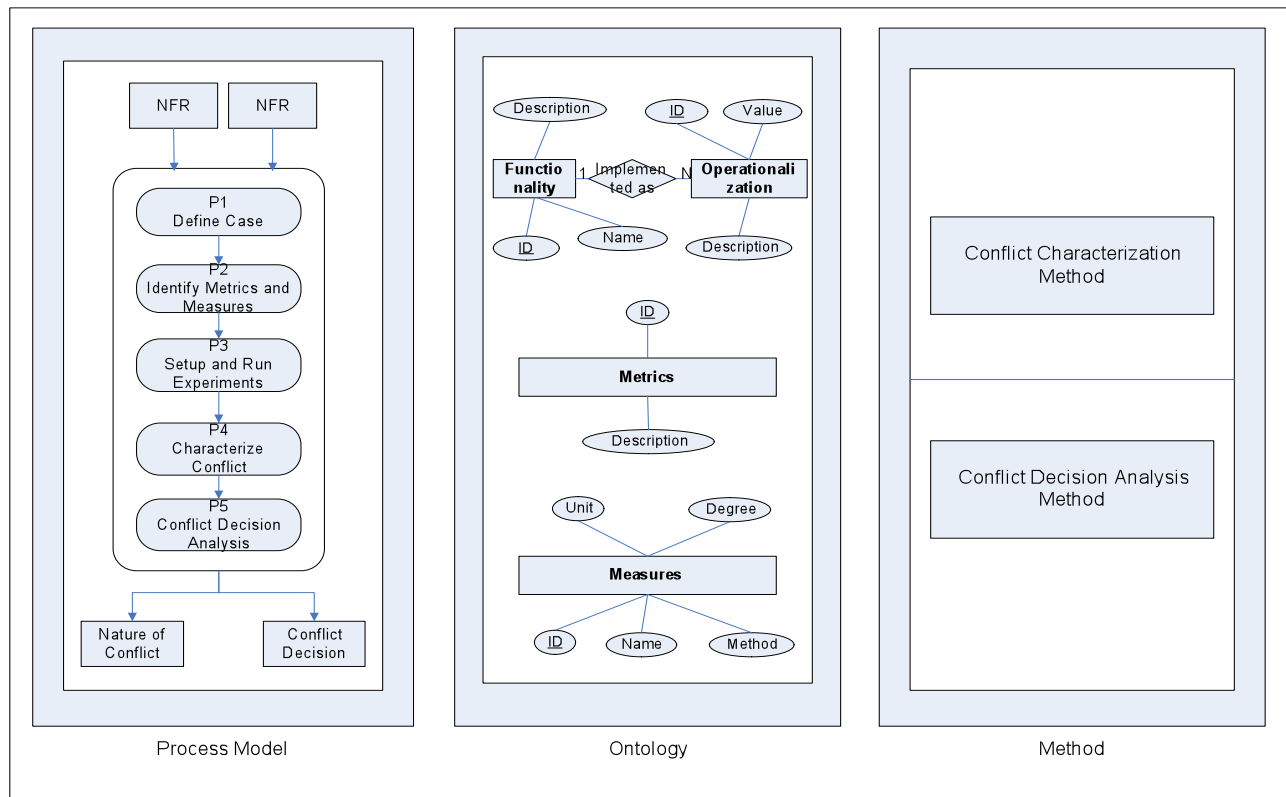 NFR
NFR
P1
Define Case
P2
Identify Metrics and
Measures
P3
Setup and Run
Experiments
P4
Characterize
Conflict
P5
Conflict Decision
Analysis
Nature of
Conflict
Conflict
Decision
Process Model
Description
ID
Value
Functio
nality
1
Implemen
ted as
N
Operationali
zation
ID
Name
Description
ID
Metrics
Description
Unit
Degree
Measures
ID
Name
Method
Ontology
Conflict Characterization
Method
Conflict Decision Analysis
Method
Method